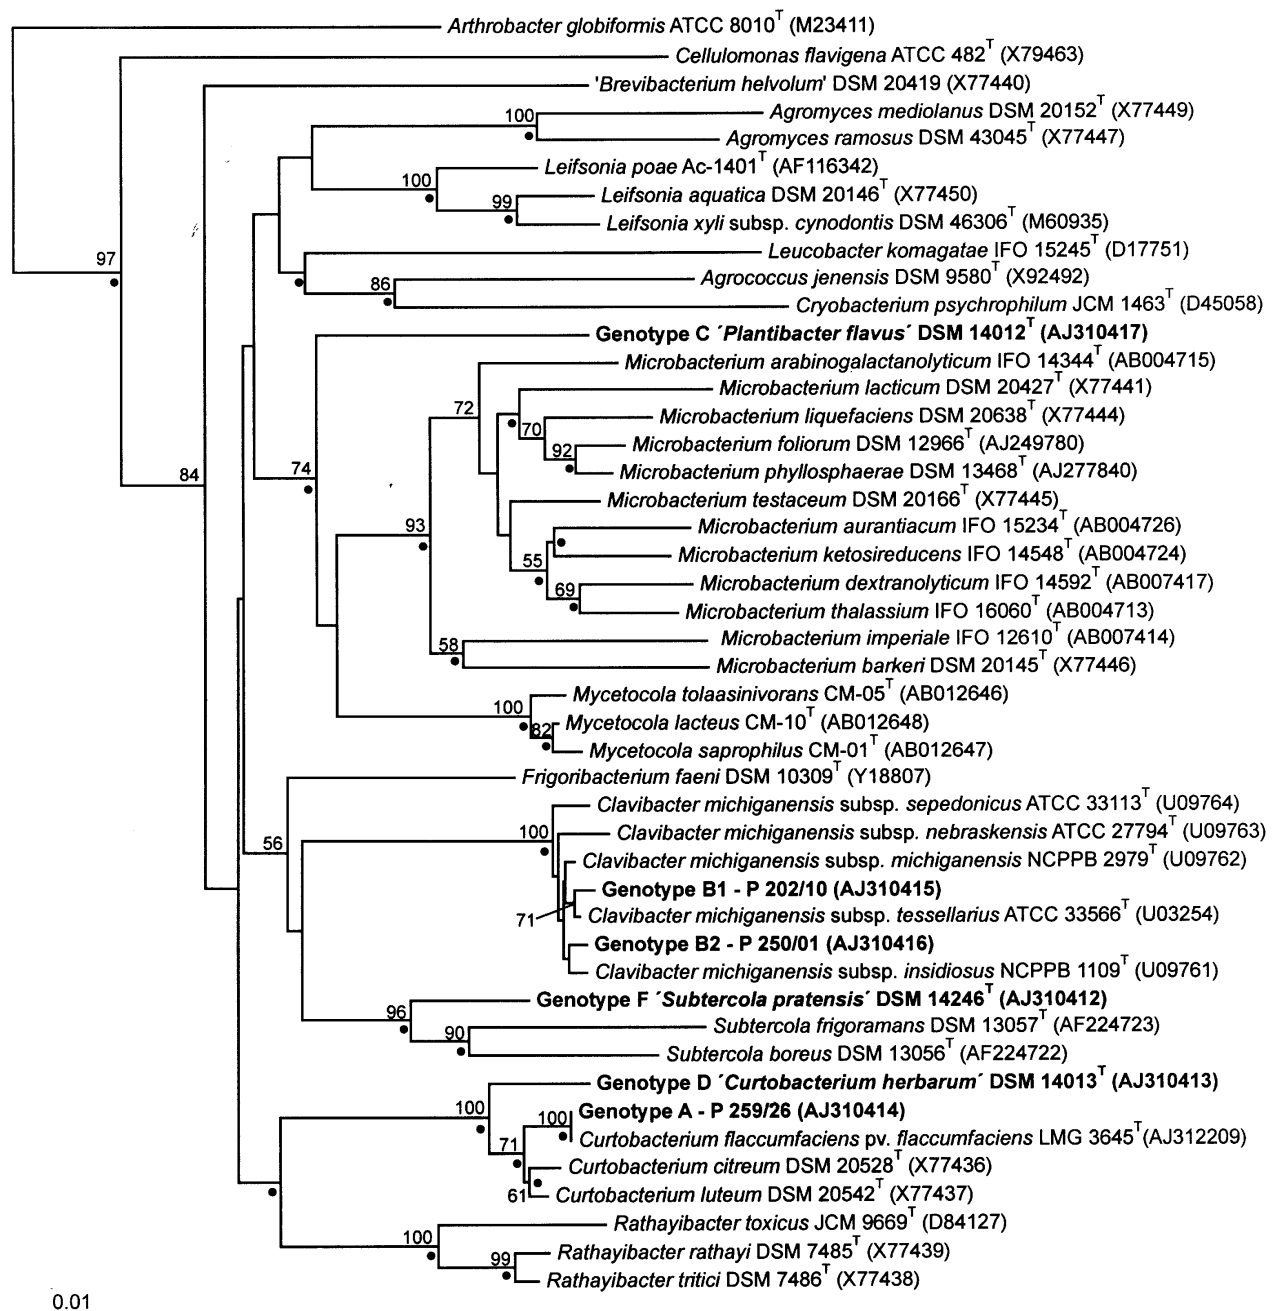 Arthrobacter globiformis ATCC 8010T (M23411)
Cellulomonas flavigena ATCC 482T (X79463)
'Brevibacterium helvolum' DSM 20419 (X77440)
100 Agromyces mediolanus DSM 20152T (X77449)
Agromyces ramosus DSM 43045T (X77447)
Leifsonia poae Ac-1401T (AF116342)
100
99 Leifsonia aquatica DSM 20146T (X77450)
Leifsonia xyli subsp. cynodontis DSM 46306T (M60935)
97
Leucobacter komagatae IFO 15245T (D17751)
86 Agrococcus jenensis DSM 9580T (X92492)
Cryobacterium psychrophilum JCM 1463T (D45058)
Genotype C ´Plantibacter flavus´ DSM 14012T (AJ310417)
Microbacterium arabinogalactanolyticum IFO 14344T (AB004715)
Microbacterium lacticum DSM 20427T (X77441)
72
Microbacterium liquefaciens DSM 20638T (X77444)
70
Microbacterium foliorum DSM 12966T (AJ249780)
92
74
84
Microbacterium phyllosphaerae DSM 13468T (AJ277840)
Microbacterium testaceum DSM 20166T (X77445)
93 Microbacterium aurantiacum IFO 15234T (AB004726)
Microbacterium ketosireducens IFO 14548T (AB004724)
55
Microbacterium dextranolyticum IFO 14592T (AB007417)
69
Microbacterium thalassium IFO 16060T (AB004713)
Microbacterium imperiale IFO 12610T (AB007414)
58
Microbacterium barkeri DSM 20145T (X77446)
Mycetocola tolaasinivorans CM-05T (AB012646)
100
Mycetocola lacteus CM-10T (AB012648)
82
Mycetocola saprophilus CM-01T (AB012647)
Frigoribacterium faeni DSM 10309T (Y18807)
Clavibacter michiganensis subsp. sepedonicus ATCC 33113T (U09764)
100 Clavibacter michiganensis subsp. nebraskensis ATCC 27794T (U09763)
56
Clavibacter michiganensis subsp. michiganensis NCPPB 2979T (U09762)
Genotype B1 - P 202/10 (AJ310415)
71 Clavibacter michiganensis subsp. tessellarius ATCC 33566T (U03254)
Genotype B2 - P 250/01 (AJ310416)
Clavibacter michiganensis subsp. insidiosus NCPPB 1109T (U09761)
Genotype F ´Subtercola pratensis´ DSM 14246T (AJ310412)
96
Subtercola frigoramans DSM 13057T (AF224723)
90
Subtercola boreus DSM 13056T (AF224722)
Genotype D ´Curtobacterium herbarum´ DSM 14013T (AJ310413)
100
Genotype A - P 259/26 (AJ310414)
100
Curtobacterium flaccumfaciens pv. flaccumfaciens LMG 3645T(AJ312209)
71
Curtobacterium citreum DSM 20528T (X77436)
61 Curtobacterium luteum DSM 20542T (X77437)
Rathayibacter toxicus JCM 9669T (D84127)
100
Rathayibacter rathayi DSM 7485T (X77439)
99
Rathayibacter tritici DSM 7486T (X77438)
0.01